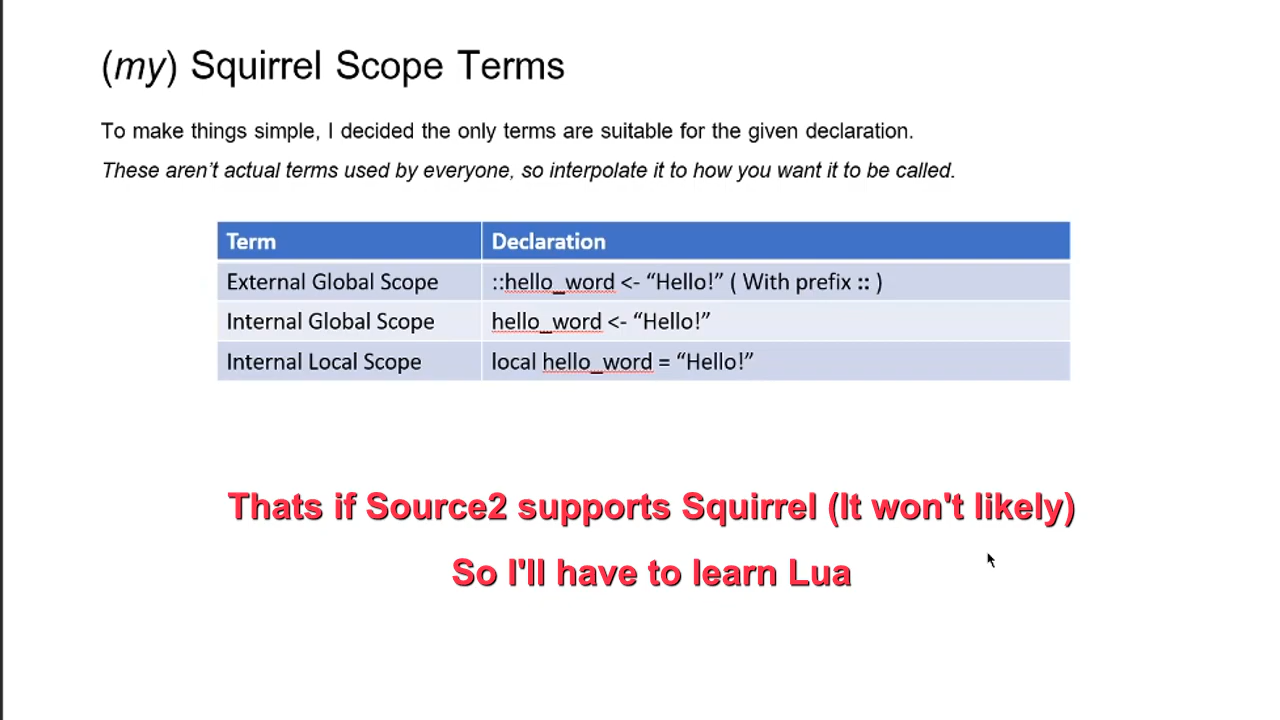 (my) Squirrel Scope Terms
To make things simple, I decided the only terms are suitable for the given declaration.
These aren’t actual terms used by everyone, so interpolate it to how you want it to be called.
Term Declaration
External Global Scope ::hello_word <- “Hello!” ( With prefix :: )
Internal Global Scope hello_word <- “Hello!”
Internal Local Scope local hello_word = “Hello!”
Thats if Source2 supports Squirrel (It won't likely)
So I'll have to learn Lua